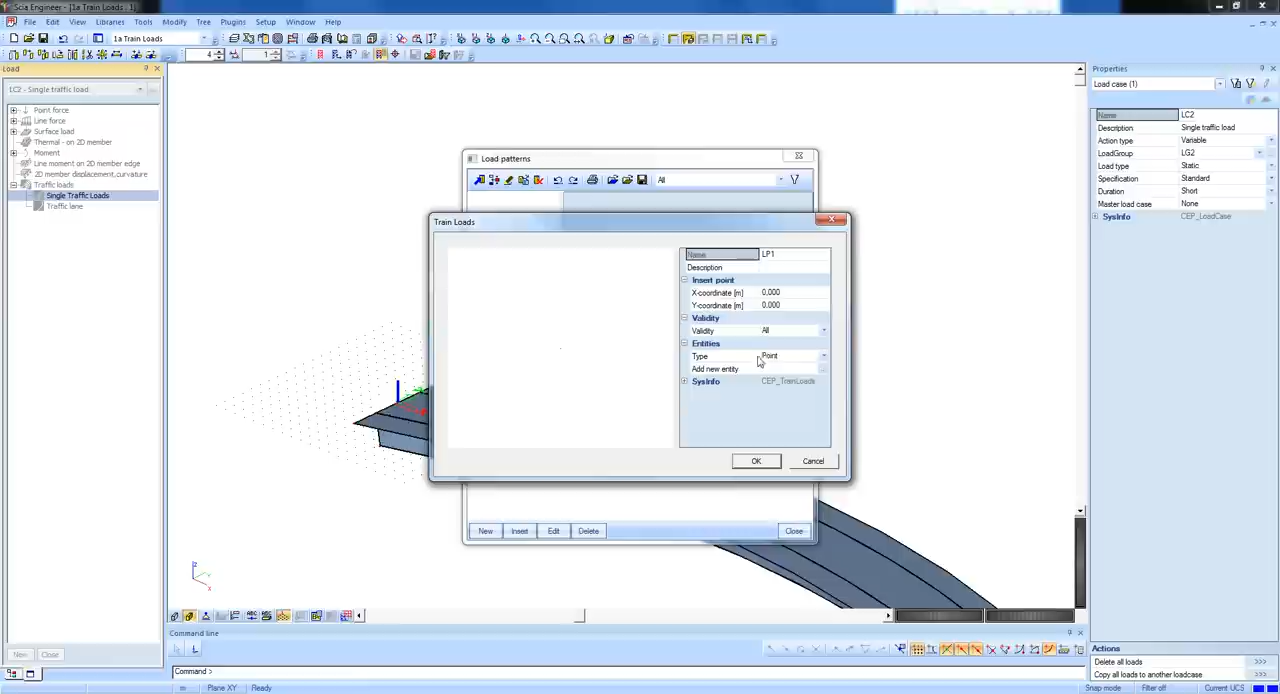 Scia Engineer - [1a Train Loads : 1]
File Edit View Libraries Tools Modify Tree Plugins Setup Window Help
1a Train Loads
4 1
Load
LC2 - Single traffic load
Point force
Line force
Surface load
Thermal - on 2D member
Moment
Line moment on 2D member edge
2D member displacement,curvature
Traffic loads
Single Traffic Loads
Traffic lane
New Close
Load patterns
All
Train Loads
Name LP1
Description
Insert point
X-coordinate [m] 0,000
Y-coordinate [m] 0.000
Validity
Validity All
Entities
Type Point
Add new entity
SysInfo CEP_TrainLoads
OK Cancel
New Insert Edit Delete Close
Properties
Load case (1)
Name LC2
Description Single traffic load
Action type Variable
LoadGroup LG2
Load type Static
Specification Standard
Duration Short
Master load case None
SysInfo CEP_LoadCase
Actions
Delete all loads >>>
Copy all loads to another loadcase >>>
Command line
Command >
m Plane XY Ready Snap mode Filter off Current UCS